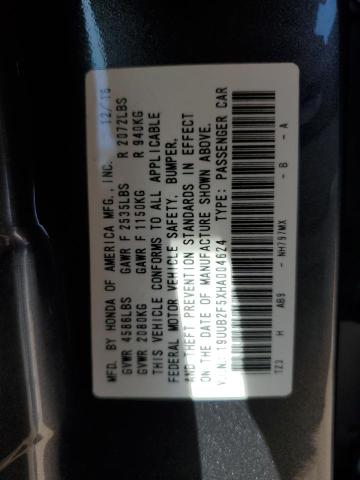 MFD. BY HONDA OF AMERICA MFG., INC. 12/16
GVWR 4586LBS GAWR F 2535LBS R 2072LBS
GVWR 2080KG GAWR F 1150KG R 940KG
THIS VEHICLE CONFORMS TO ALL APPLICABLE
FEDERAL MOTOR VEHICLE SAFETY, BUMPER,
AND THEFT PREVENTION STANDARDS IN EFFECT
ON THE DATE OF MANUFACTURE SHOWN ABOVE.
V.I.N.:19UUB2F5XHA004624 TYPE: PASSENGER CAR
TZ3 H AB9 - NH797MX - B - A